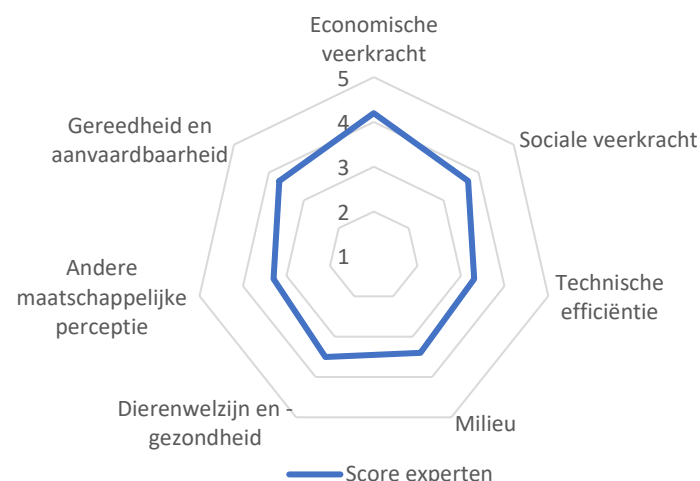 Economische
veerkracht
5
4
3
2
1
Sociale veerkracht
Technische
efficiëntie
Milieu
Dierenwelzijn en -
gezondheid
Andere
maatschappelijke
perceptie
Gereedheid en
aanvaardbaarheid
Score experten